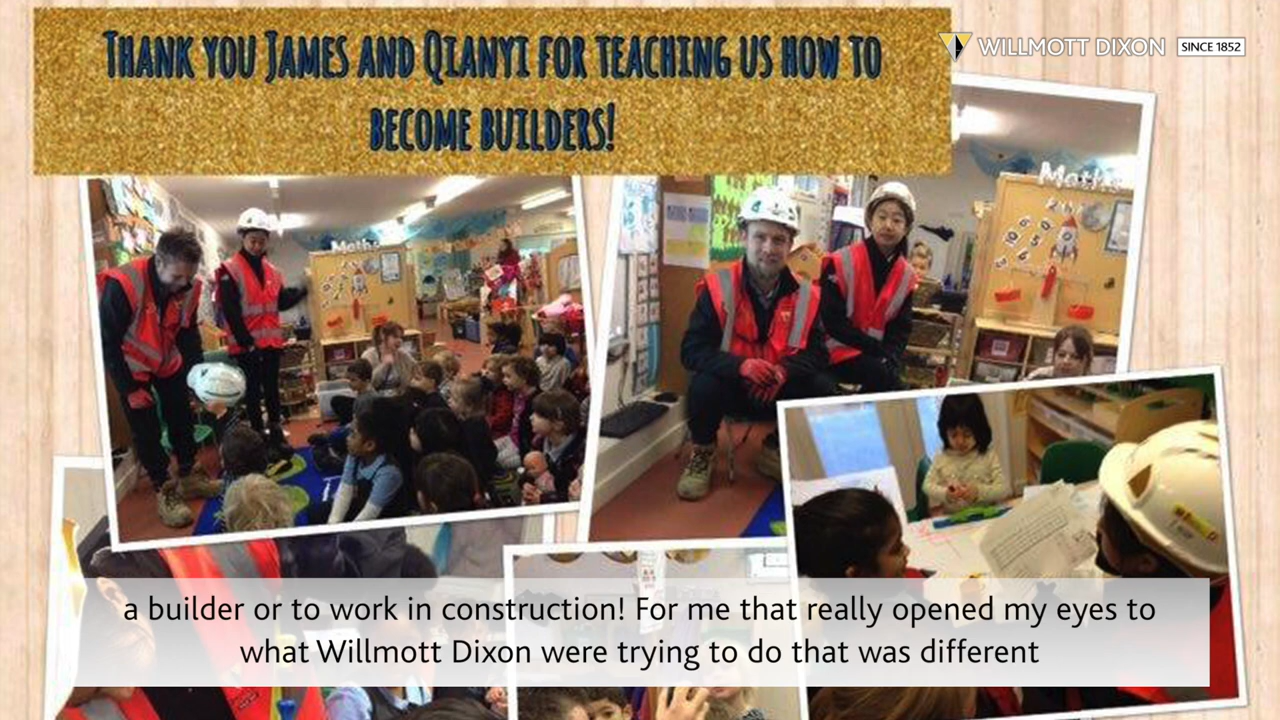 THANK YOU JAMES AND QIANYI FOR TEACHING US HOW TO
BECOME BUILDERS!
WILLMOTT DIXON SINCE 1852
Maths
a builder or to work in construction! For me that really opened my eyes to
what Willmott Dixon were trying to do that was different